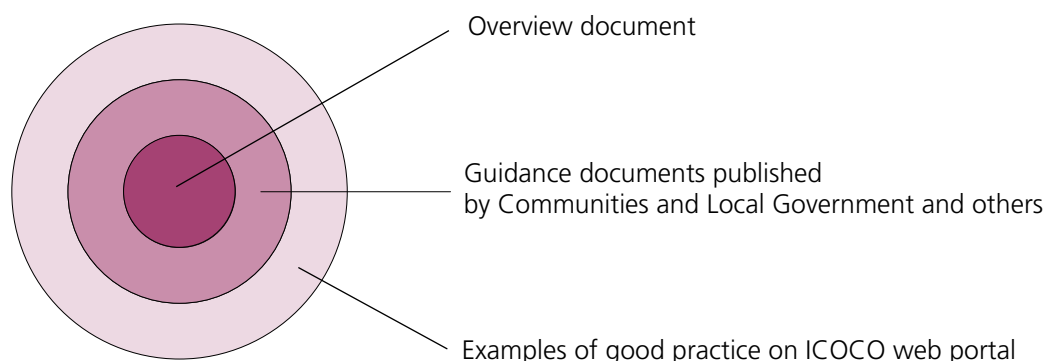 Overview document
Guidance documents published
by Communities and Local Government and others
Examples of good practice on ICOCO web portal